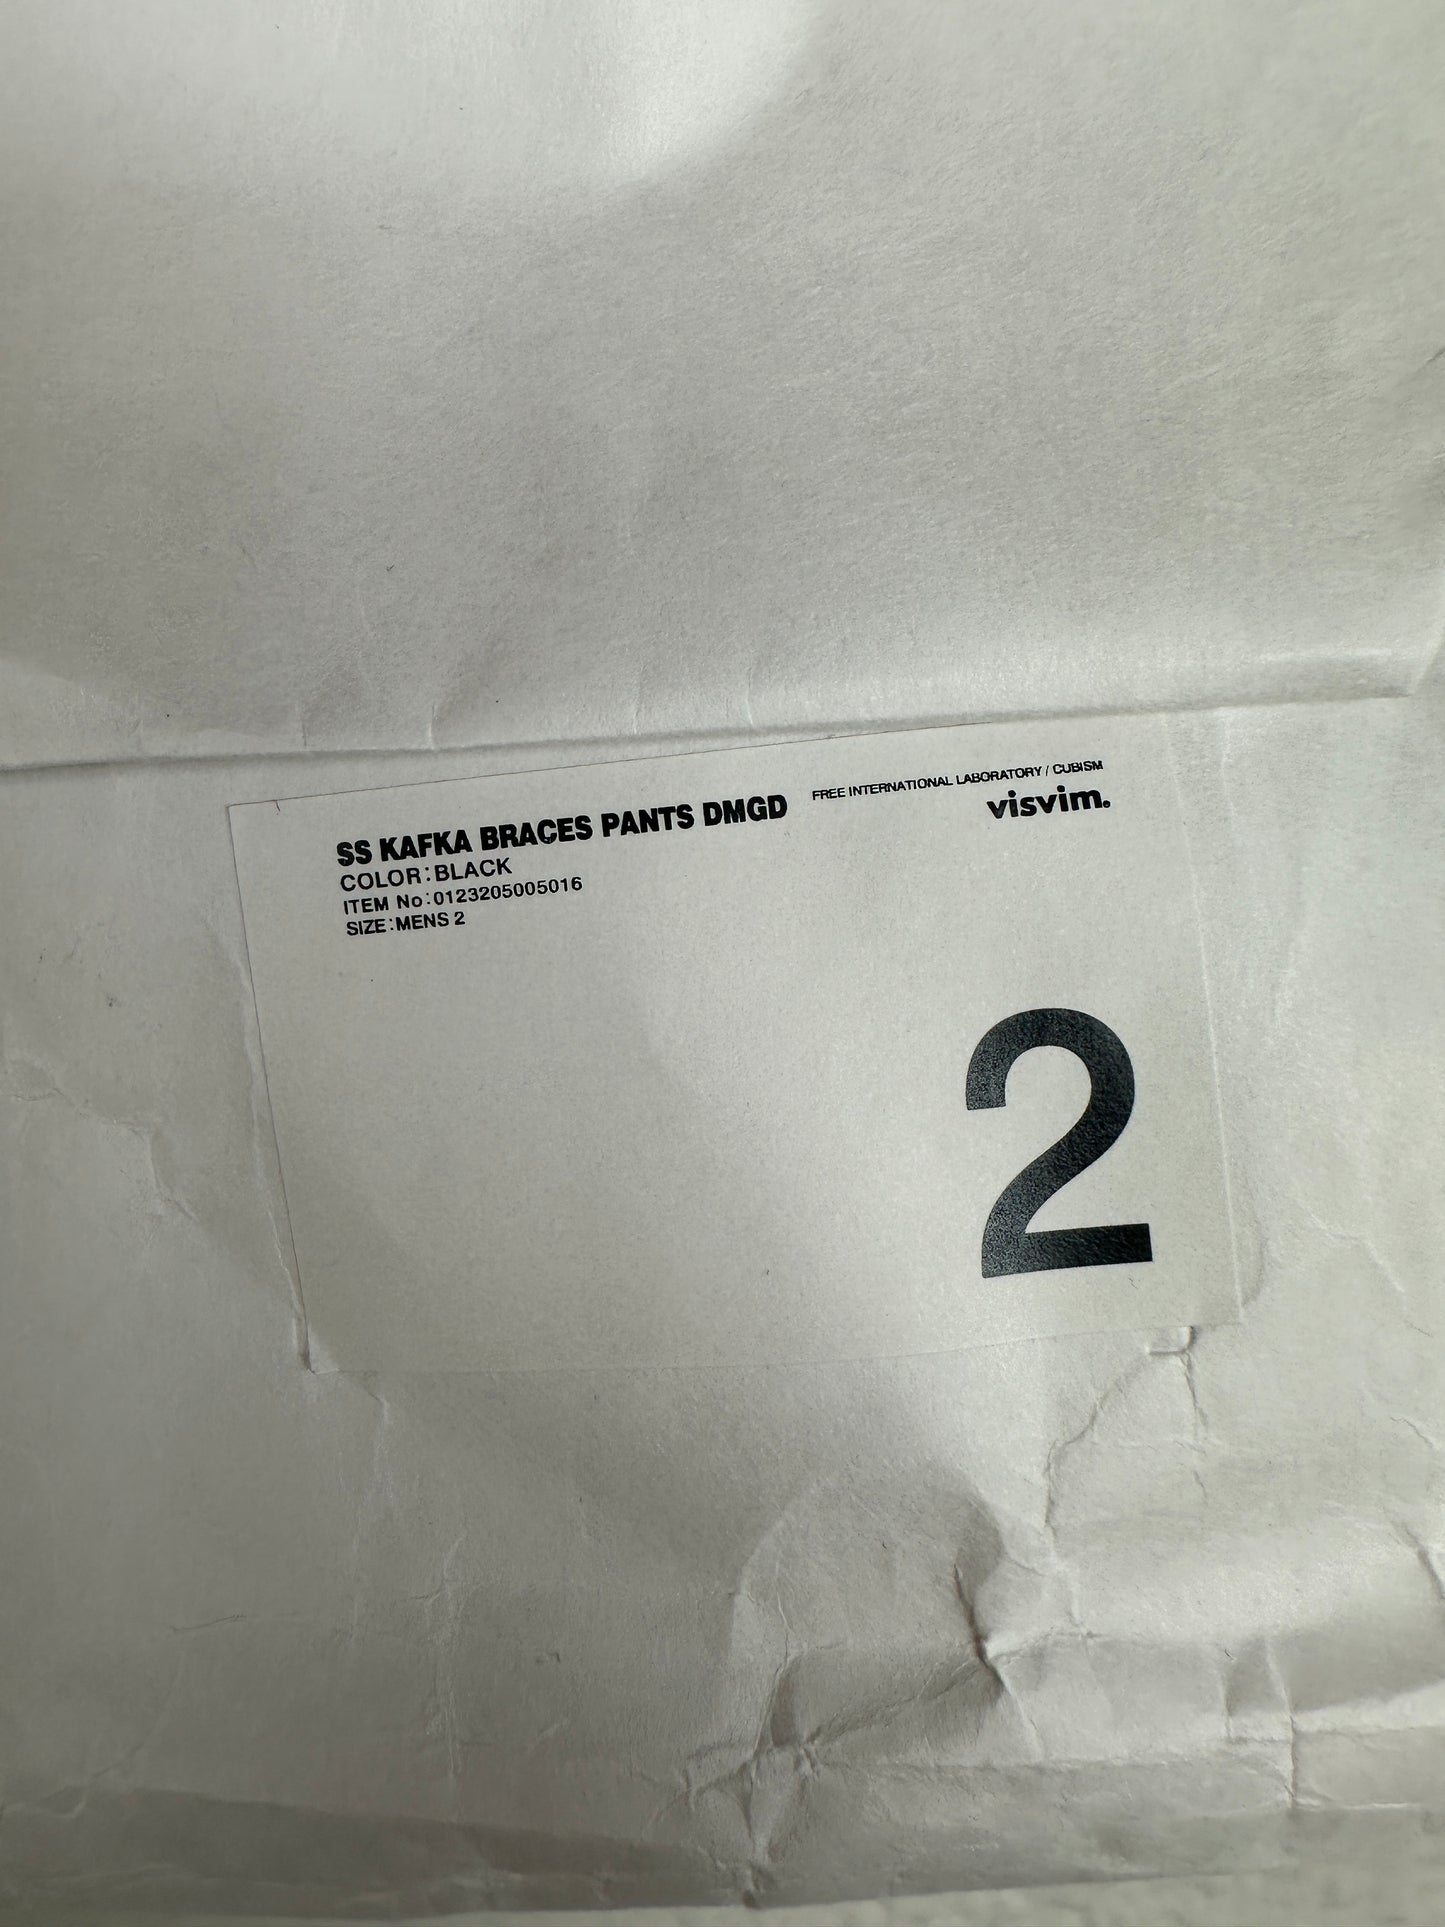 SS KAFKA BRACES PANTS DMGD
COLOR:BLACK
ITEM No:0123205005016
SIZE:MENS 2
FREE INTERNATIONAL LABORATORY / CUBISM
visvim.
2